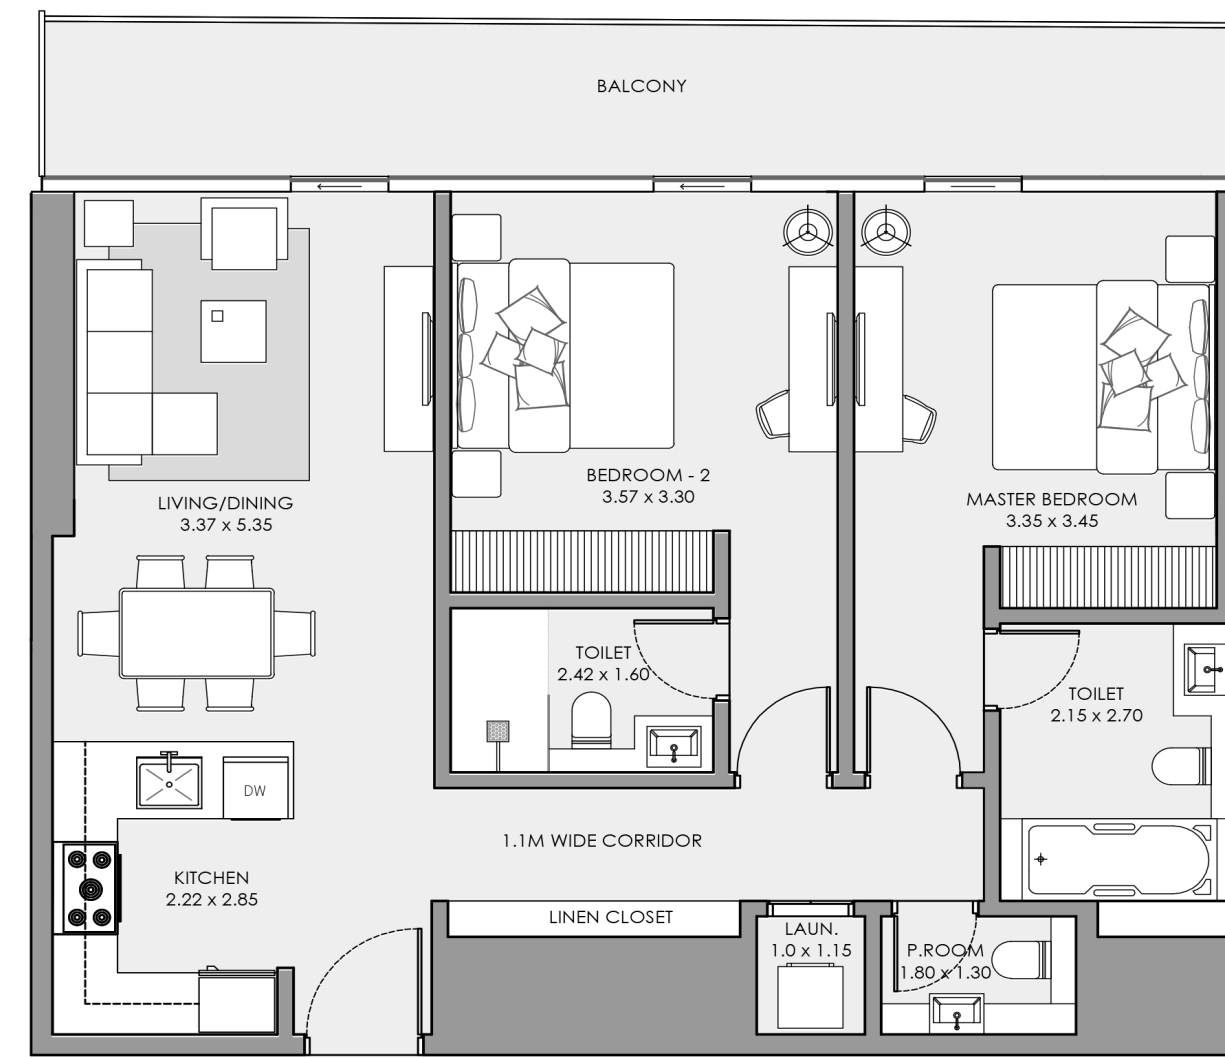 BALCONY
LIVING/DINING
3.37 x 5.35
BEDROOM - 2
3.57 x 3.30
MASTER BEDROOM
3.35 x 3.45
TOILET
2.42 x 1.60
TOILET
2.15 x 2.70
DW
KITCHEN
2.22 x 2.85
1.1M WIDE CORRIDOR
LINEN CLOSET
LAUN.
1.0 x 1.15
P.ROOM
1.80 x 1.30